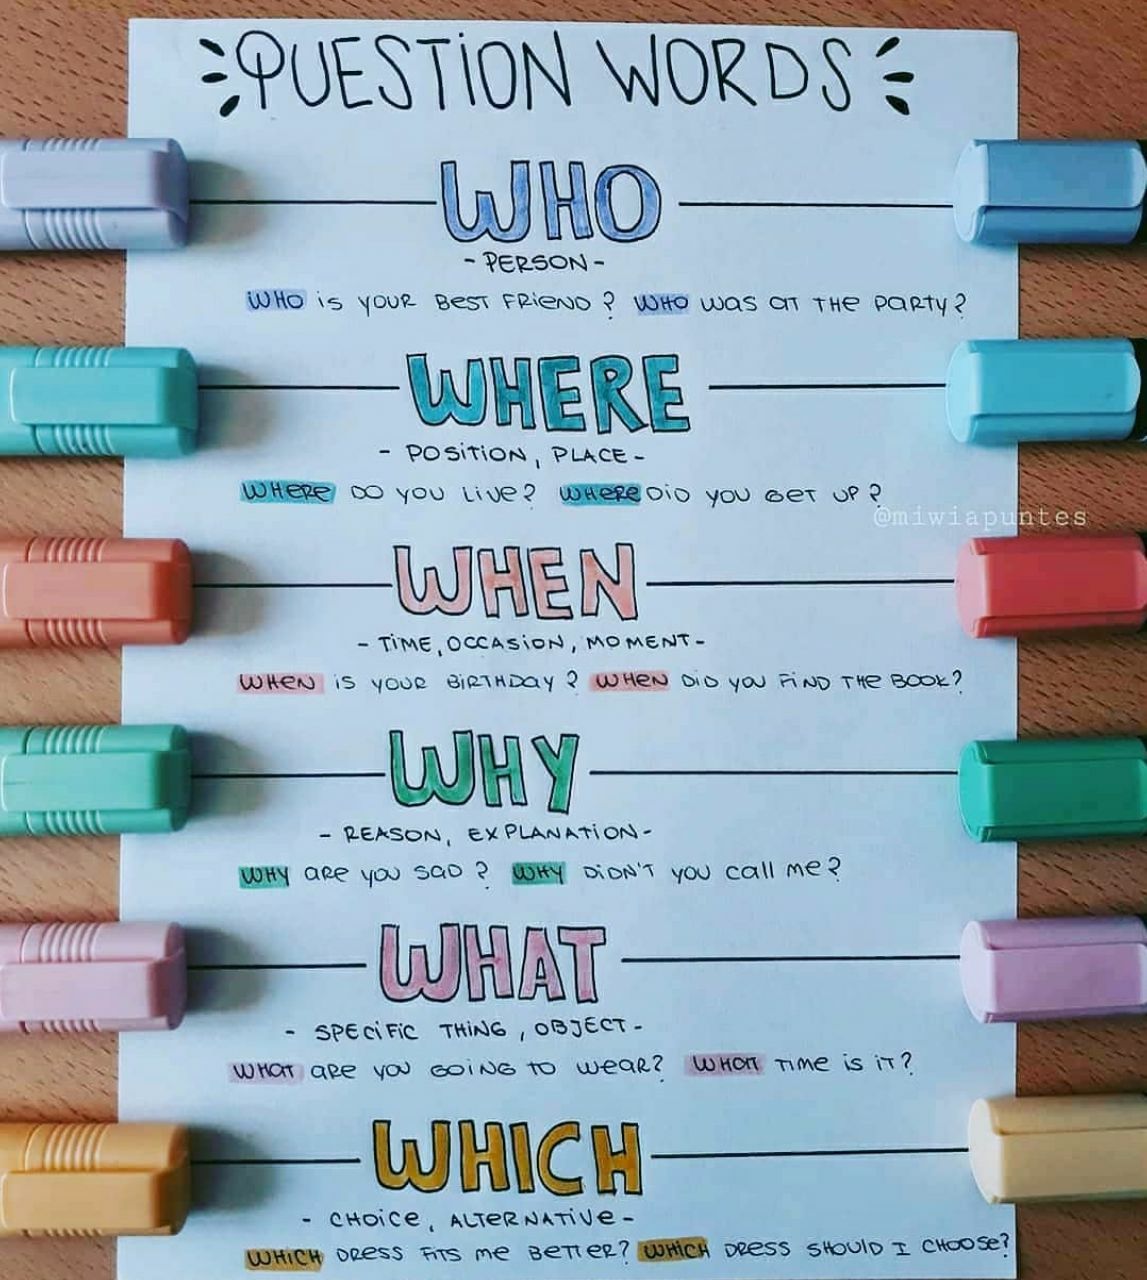 QUESTION WORDS
WHO
- PERSON -
WHO is YOUR BEST FRIEND? WHO was at THE Party?
WHERE
- POSITION, PLACE -
WHERE DO YOU LIVE? WHERE DID YOU GET UP?
@miwiapuntes
WHEN
- TIME, OCCASION, MOMENT -
WHEN IS YOUR BIRTHDAY? WHEN DID YOU FIND THE BOOK?
WHY
- REASON, EXPLANATION -
WHY are you sad? WHY DIDN'T YOU call me?
WHAT
- SPECIFIC THING, OBJECT -
WHAT are you GOING to wear? WHAT TIME is IT?
WHICH
- CHOICE, ALTERNATIVE -
WHICH DRESS FITS ME BETTER? WHICH DRESS SHOULD I CHOOSE?